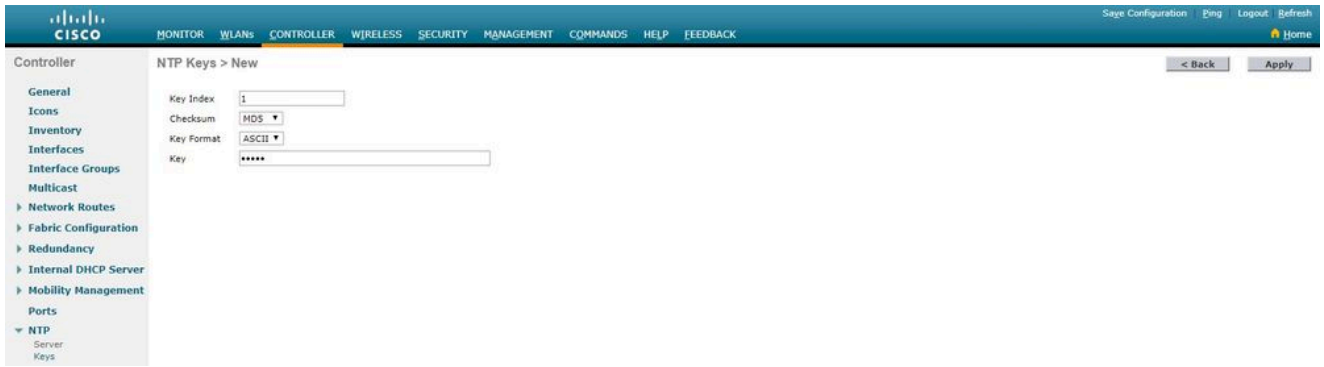 Save Configuration Ping Logout Refresh
CISCO MONITOR WLANs CONTROLLER WIRELESS SECURITY MANAGEMENT COMMANDS HELP FEEDBACK Home
Controller
General
Icons
Inventory
Interfaces
Interface Groups
Multicast
Network Routes
Fabric Configuration
Redundancy
Internal DHCP Server
Mobility Management
Ports
NTP
Server
Keys
NTP Keys > New
< Back Apply
Key Index 1
Checksum MD5
Key Format ASCII
Key •••••